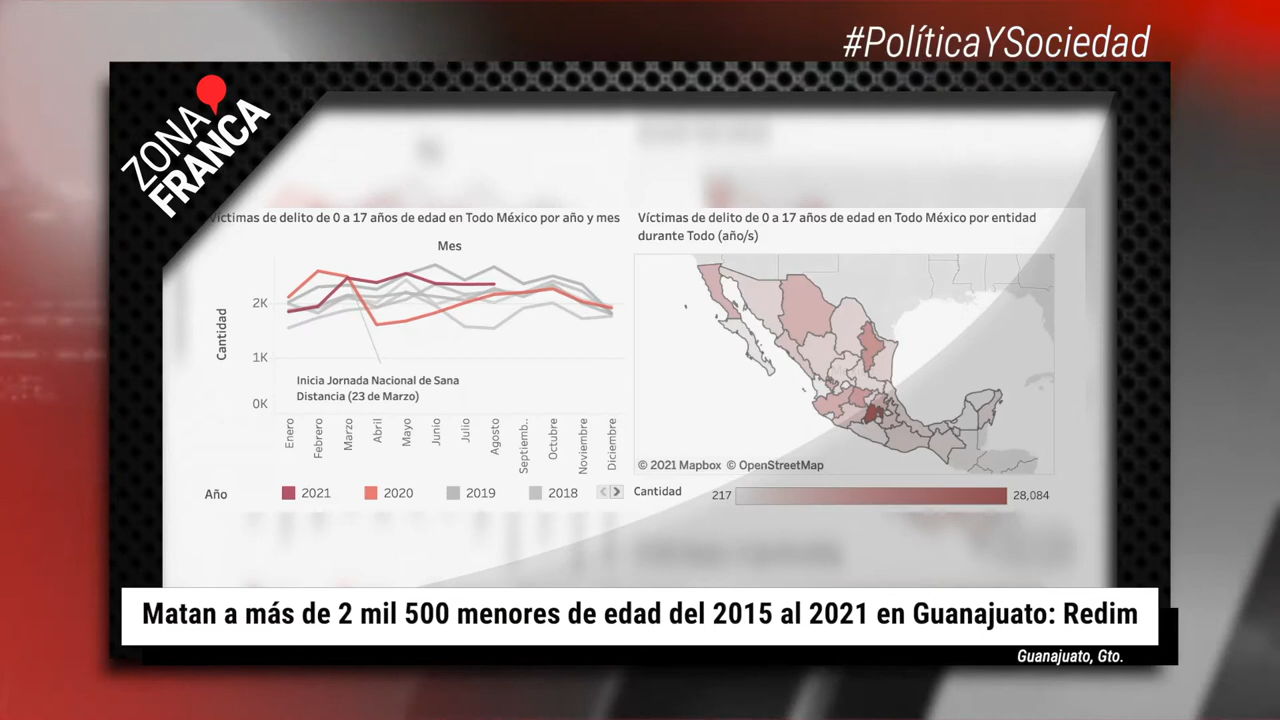 #PolíticaYSociedad
ZONA
FRANCA
Víctimas de delito de 0 a 17 años de edad en Todo México por año y mes
Mes
Cantidad
2K
1K
0K
Inicia Jornada Nacional de Sana
Distancia (23 de Marzo)
Enero
Febrero
Marzo
Abril
Mayo
Junio
Julio
Agosto
Septiemb..
Octubre
Noviembre
Diciembre
Año
2021
2020
2019
2018
Víctimas de delito de 0 a 17 años de edad en Todo México por entidad
durante Todo (año/s)
© 2021 Mapbox © OpenStreetMap
Cantidad
217
28,084
Matan a más de 2 mil 500 menores de edad del 2015 al 2021 en Guanajuato: Redim
Guanajuato, Gto.